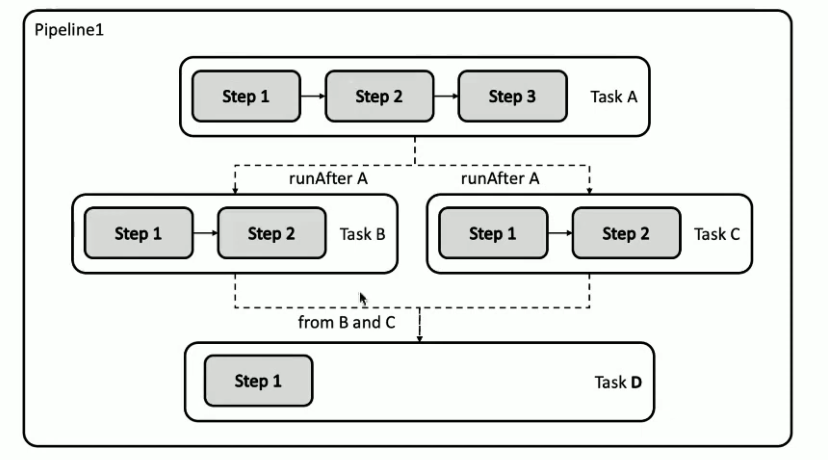 Pipeline1
Step 1
Step 2
Step 3
Task A
runAfter A
runAfter A
Step 1
Step 2
Task B
Step 1
Step 2
Task C
from B and C
Step 1
Task D